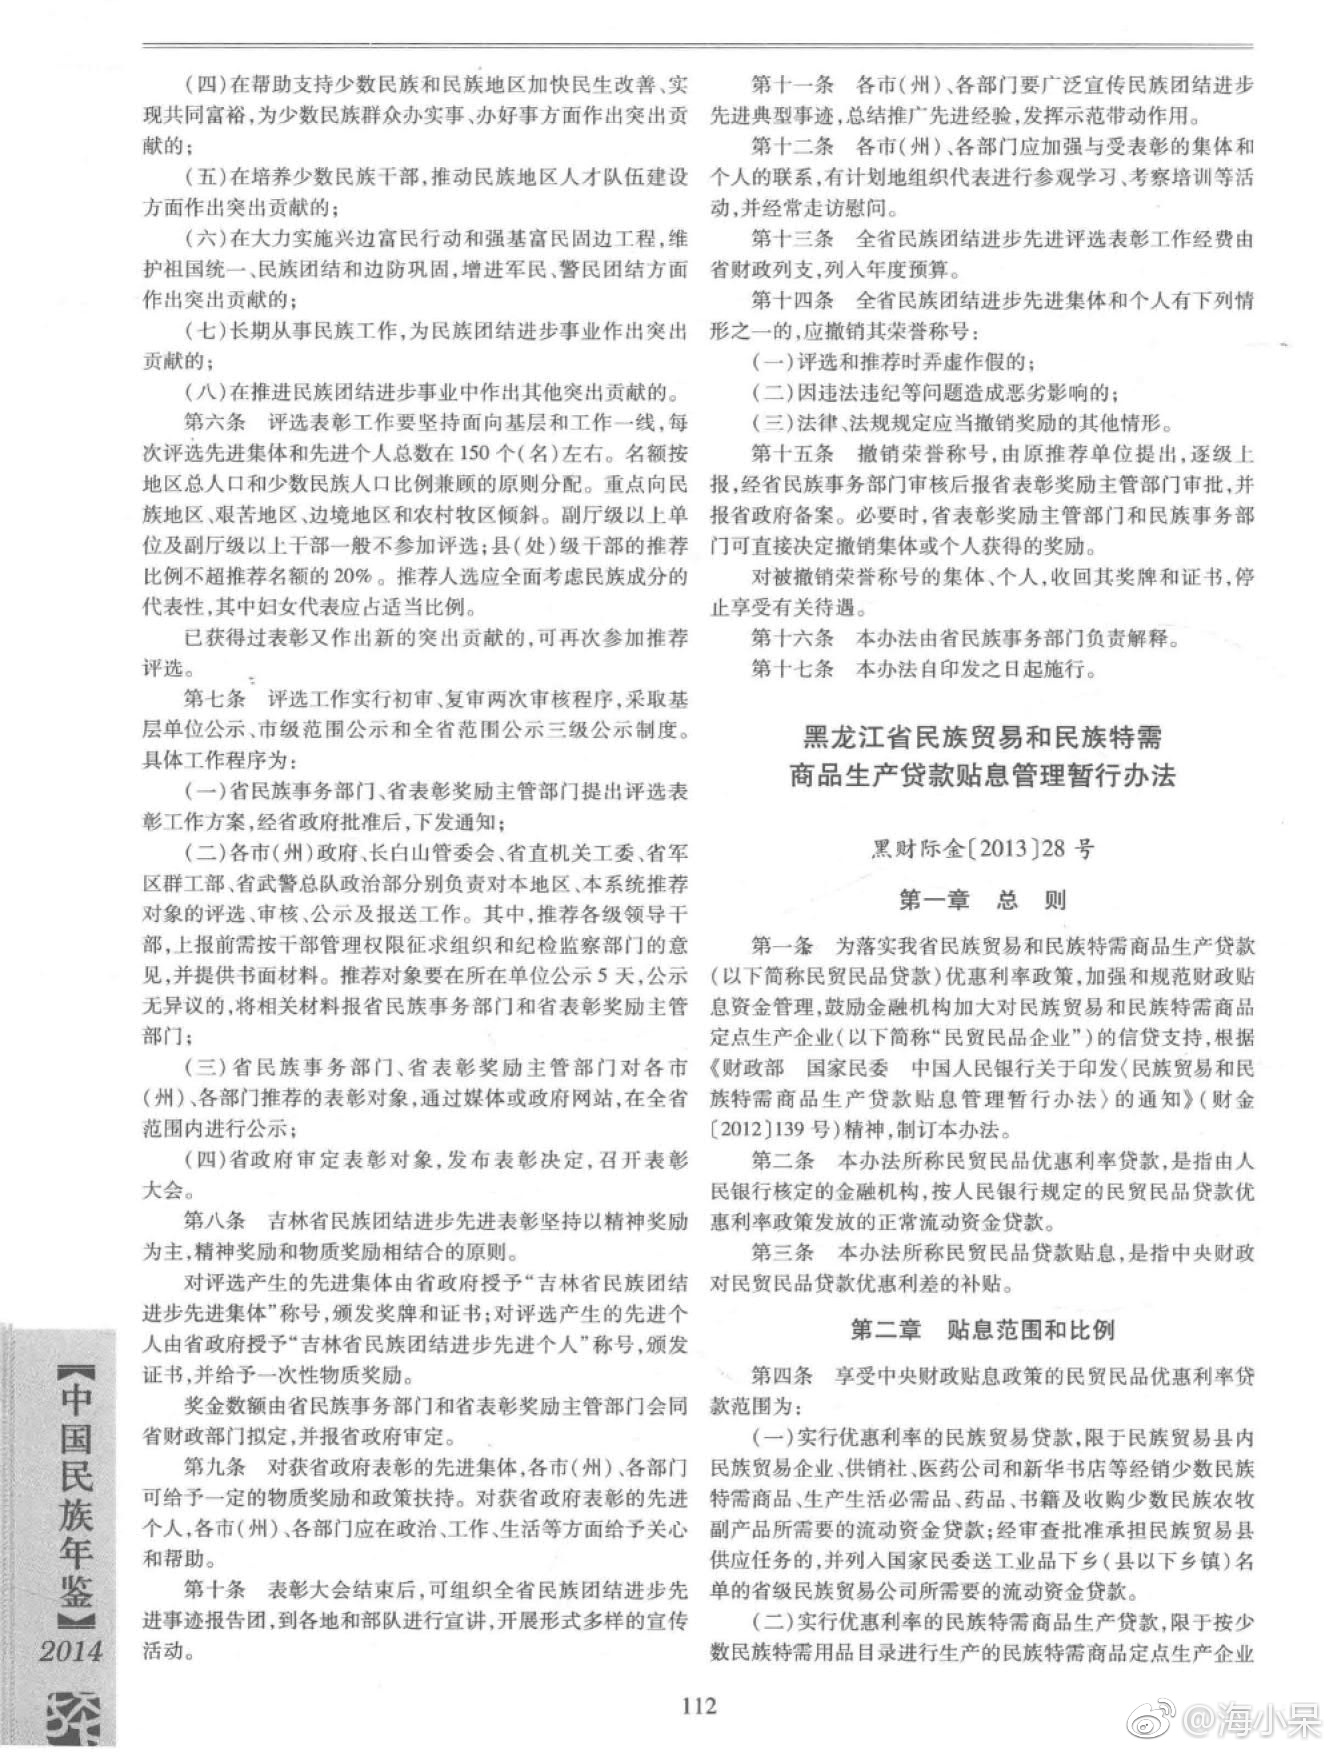 (四)在帮助支持少数民族和民族地区加快民生改善、实
现共同富裕,为少数民族群众办实事、办好事方面作出突出贡
献的;
(五)在培养少数民族干部,推动民族地区人才队伍建设
方面作出突出贡献的;
(六)在大力实施兴边富民行动和强基富民固边工程,维
护祖国统一、民族团结和边防巩固,增进军民、警民团结方面
作出突出贡献的;
(七)长期从事民族工作,为民族团结进步事业作出突出
贡献的;
(八)在推进民族团结进步事业中作出其他突出贡献的。
第六条 评选表彰工作要坚持面向基层和工作一线,每
次评选先进集体和先进个人总数在150个(名)左右。名额按
地区总人口和少数民族人口比例兼顾的原则分配。重点向民
族地区、艰苦地区、边境地区和农村牧区倾斜。副厅级以上单
位及副厅级以上干部一般不参加评选;县(处)级干部的推荐
比例不超推荐名额的20%。推荐人选应全面考虑民族成分的
代表性,其中妇女代表应占适当比例。
已获得过表彰又作出新的突出贡献的,可再次参加推荐
评选。
第七条 评选工作实行初审、复审两次审核程序,采取基
层单位公示、市级范围公示和全省范围公示三级公示制度。
具体工作程序为:
(一)省民族事务部门、省表彰奖励主管部门提出评选表
彰工作方案,经省政府批准后,下发通知;
(二)各市(州)政府、长白山管委会、省直机关工委、省军
区群工部、省武警总队政治部分别负责对本地区、本系统推荐
对象的评选、审核、公示及报送工作。其中,推荐各级领导干
部,上报前需按干部管理权限征求组织和纪检监察部门的意
见,并提供书面材料。推荐对象要在所在单位公示5天,公示
无异议的,将相关材料报省民族事务部门和省表彰奖励主管
部门;
(三)省民族事务部门、省表彰奖励主管部门对各市
(州)、各部门推荐的表彰对象,通过媒体或政府网站,在全省
范围内进行公示;
(四)省政府审定表彰对象,发布表彰决定,召开表彰
大会。
第八条 吉林省民族团结进步先进表彰坚持以精神奖励
为主,精神奖励和物质奖励相结合的原则。
对评选产生的先进集体由省政府授予“吉林省民族团结
进步先进集体”称号,颁发奖牌和证书;对评选产生的先进个
人由省政府授予“吉林省民族团结进步先进个人”称号,颁发
证书,并给予一次性物质奖励。
奖金数额由省民族事务部门和省表彰奖励主管部门会同
省财政部门拟定,并报省政府审定。
第九条 对获省政府表彰的先进集体,各市(州)、各部门
可给予一定的物质奖励和政策扶持。对获省政府表彰的先进
个人,各市(州)、各部门应在政治、工作、生活等方面给予关心
和帮助。
第十条 表彰大会结束后,可组织全省民族团结进步先
进事迹报告团,到各地和部队进行宣讲,开展形式多样的宣传
活动。
第十一条 各市(州)、各部门要广泛宣传民族团结进步
先进典型事迹,总结推广先进经验,发挥示范带动作用。
第十二条 各市(州)、各部门应加强与受表彰的集体和
个人的联系,有计划地组织代表进行参观学习、考察培训等活
动,并经常走访慰问。
第十三条 全省民族团结进步先进评选表彰工作经费由
省财政列支,列入年度预算。
第十四条 全省民族团结进步先进集体和个人有下列情
形之一的,应撤销其荣誉称号:
(一)评选和推荐时弄虚作假的;
(二)因违法违纪等问题造成恶劣影响的;
(三)法律、法规规定应当撤销奖励的其他情形。
第十五条 撤销荣誉称号,由原推荐单位提出,逐级上
报,经省民族事务部门审核后报省表彰奖励主管部门审批,并
报省政府备案。必要时,省表彰奖励主管部门和民族事务部
门可直接决定撤销集体或个人获得的奖励。
对被撤销荣誉称号的集体、个人,收回其奖牌和证书,停
止享受有关待遇。
第十六条 本办法由省民族事务部门负责解释。
第十七条 本办法自印发之日起施行。
黑龙江省民族贸易和民族特需
商品生产贷款贴息管理暂行办法
黑财际金〔2013〕28号
第一章 总 则
第一条 为落实我省民族贸易和民族特需商品生产贷款
(以下简称民贸民品贷款)优惠利率政策,加强和规范财政贴
息资金管理,鼓励金融机构加大对民族贸易和民族特需商品
定点生产企业(以下简称“民贸民品企业”)的信贷支持,根据
《财政部 国家民委 中国人民银行关于印发〈民族贸易和民
族特需商品生产贷款贴息管理暂行办法〉的通知》(财金
〔2012〕139号)精神,制订本办法。
第二条 本办法所称民贸民品优惠利率贷款,是指由人
民银行核定的金融机构,按人民银行规定的民贸民品贷款优
惠利率政策发放的正常流动资金贷款。
第三条 本办法所称民贸民品贷款贴息,是指中央财政
对民贸民品贷款优惠利差的补贴。
第二章 贴息范围和比例
第四条 享受中央财政贴息政策的民贸民品优惠利率贷
款范围为:
(一)实行优惠利率的民族贸易贷款,限于民族贸易县内
民族贸易企业、供销社、医药公司和新华书店等经销少数民族
特需商品、生产生活必需品、药品、书籍及收购少数民族农牧
副产品所需要的流动资金贷款;经审查批准承担民族贸易县
供应任务的,并列入国家民委送工业品下乡(县以下乡镇)名
单的省级民族贸易公司所需要的流动资金贷款。
(二)实行优惠利率的民族特需商品生产贷款,限于按少
数民族特需用品目录进行生产的民族特需商品定点生产企业
【中国民族年鉴】
2014
112
@海小呆